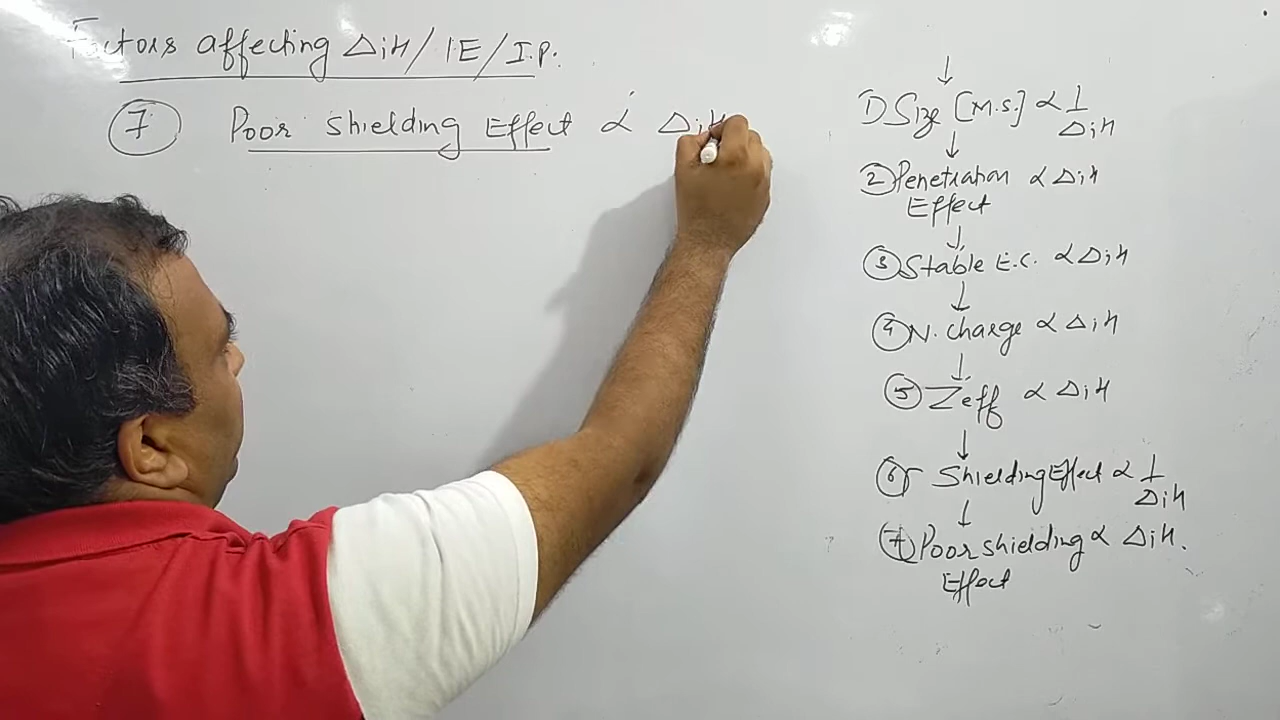 Factors affecting ΔiH/IE/I.P.
7 Poor Shielding Effect ∝ ΔiH
1) Size [M.S.] ∝ 1/ΔiH
2 Penetration ∝ ΔiH
Effect
3 Stable E.C. ∝ ΔiH
4 N. charge ∝ ΔiH
5 Zeff ∝ ΔiH
6 Shielding Effect ∝ 1/ΔiH
7 Poor shielding ∝ ΔiH.
Effect